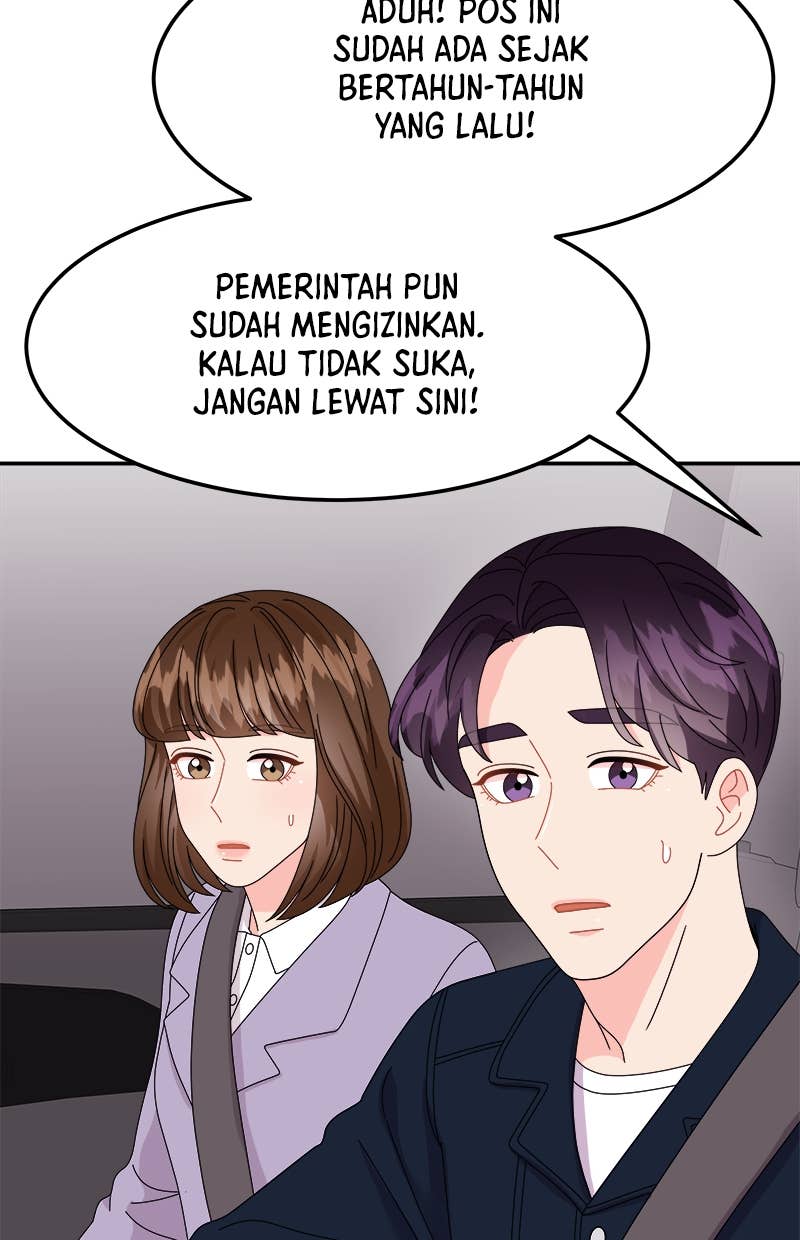 ADUH! POS INI
SUDAH ADA SEJAK
BERTAHUN-TAHUN
YANG LALU!
PEMERINTAH PUN
SUDAH MENGIZINKAN.
KALAU TIDAK SUKA,
JANGAN LEWAT SINI!